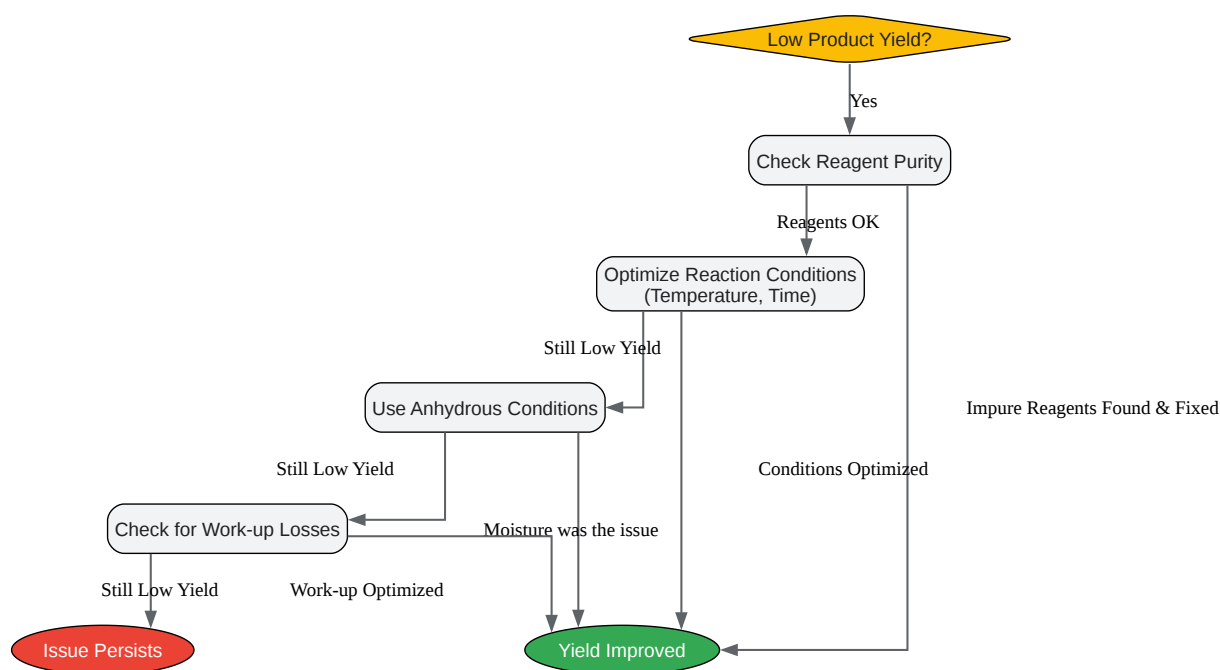 Low Product Yield?
Yes
Check Reagent Purity
Reagents OK
Optimize Reaction Conditions
(Temperature, Time)
Still Low Yield
Use Anhydrous Conditions
Impure Reagents Found & Fixed
Still Low Yield
Conditions Optimized
Check for Work-up Losses
Moisture was the issue
Still Low Yield
Work-up Optimized
Issue Persists
Yield Improved